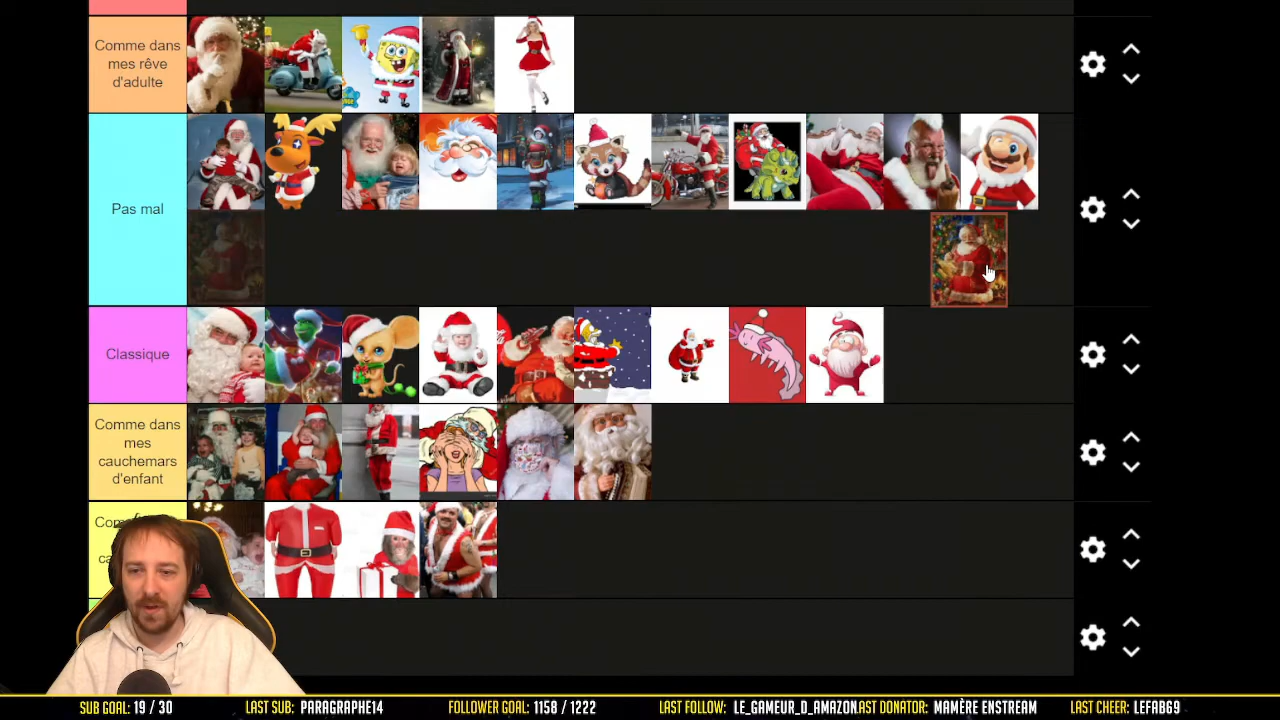 Comme dans
mes rêve
d'adulte
Pas mal
Classique
Comme dans
mes
cauchemars
d'enfant
SUB GOAL: 19 / 30
LAST SUB: PARAGRAPHE14
FOLLOWER GOAL: 1158 / 1222
LAST FOLLOW: LE_GAMEUR_D_AMAZON
AST DONATOR: MAMÈRE ENSTREAM
LAST CHEER: LEFAB69